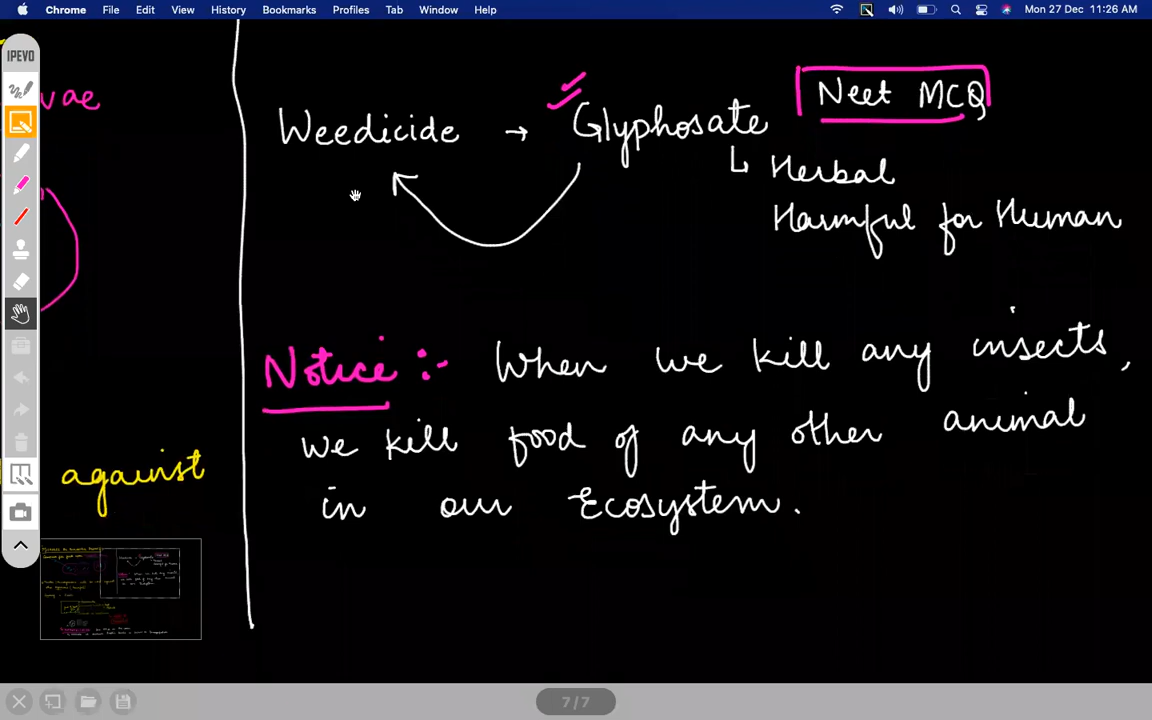 Chrome File Edit View History Bookmarks Profiles Tab Window Help Mon 27 Dec 11:26 AM
IPEVO
vae
Weedicide → Glyphosate
Neet MCQ
↳ Herbal
Harmful for Human
Notice :- When we kill any insects,
we kill food of any other animal
in our Ecosystem.
against
7/7